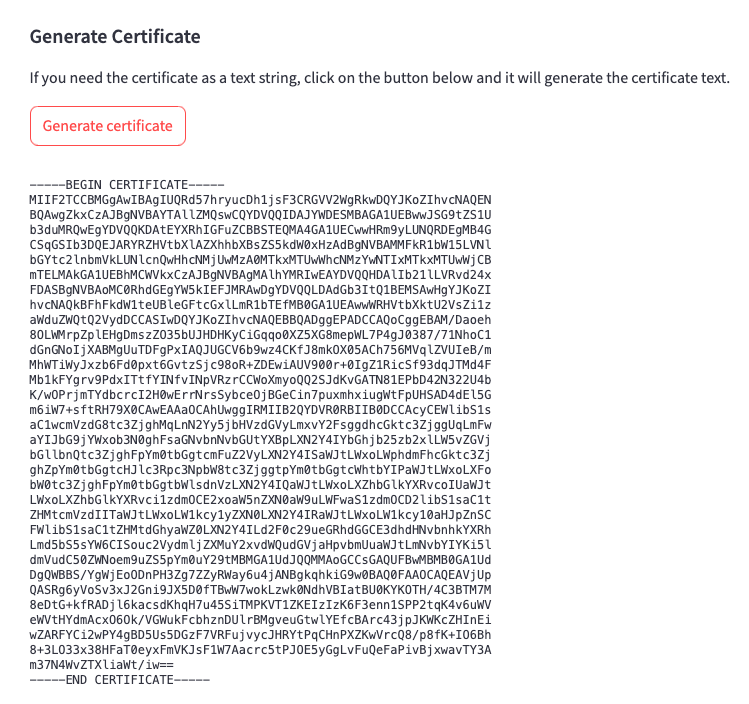 Generate Certificate
If you need the certificate as a text string, click on the button below and it will generate the certificate text.
Generate certificate
-----BEGIN CERTIFICATE-----
MIIF2TCCBMGgAwIBAgIUQRd57hryucDh1jsF3CRGVV2WgRkwDQYJKoZIhvcNAQEN
BQAwgZkxCzAJBgNVBAYTAllZMQswCQYDVQQIDAJYWDESMBAGA1UEBwwJSG9tZS1U
b3duMRQwEgYDVQQKDAtEYXRhIGFuZCBBSTEQMA4GA1UECwwHRm9yLUNQRDEgMB4G
CSqGSIb3DQEJARYRZHVtbXlAZXhhbXBsZS5kdW0xHzAdBgNVBAMMFkR1bW15LVNl
bGYtc2lnbmVkLUNlcnQwHhcNMjUwMzA0MTkxMTUwWhcNMzYwNTIxMTkxMTUwWjCB
mTELMAkGA1UEBhMCWVkxCzAJBgNVBAgMAlhYMRIwEAYDVQQHDAlIb21lLVRvd24x
FDASBgNVBAoMC0RhdGEgYW5kIEFJMRAwDgYDVQQLDAdGb3ItQ1BEMSAwHgYJKoZI
hvcNAQkBFhFkdW1teUBleGFtcGxlLmR1bTEfMB0GA1UEAwwWRHVtbXktU2VsZi1z
aWduZWQtQ2VydDCCASIwDQYJKoZIhvcNAQEBBQADggEPADCCAQoCggEBAM/Daoeh
8OLWMrpZplEHgDmszZO35bUJHDHKyCiGqqo0XZ5XG8mepWL7P4gJ0387/71NhoC1
dGnGNoIjXABMgUuTDFgPxIAQJUGCV6b9wz4CKfJ8mkOX05ACh756MVqlZVUIeB/m
MhWTiWyJxzb6Fd0pxt6GvtzSjc98oR+ZDEwiAUV900r+0IgZ1RicSf93dqJTMd4F
Mb1kFYgrv9PdxITtfYINfvINpVRzrCCWoXmyoQQ2SJdKvGATN81EPbD42N322U4b
K/wOPrjmTYdbcrcI2H0wErrNrsSybceOjBGeCin7puxmhxiugWtFpUHSAD4dEl5G
m6iW7+sftRH79X0CAwEAAaOCAhUwggIRMIIB2QYDVR0RBIIB0DCCAcyCEWlibS1s
aC1wcmVzdG8tc3ZjghMqLnN2Yy5jbHVzdGVyLmxvY2FsggdhcGktc3ZjggUqLmFw
aYIJbG9jYWxob3N0ghFsaGNvbnNvbGUtYXBpLXN2Y4IYbGhjb25zb2xlLW5vZGVj
bGllbnQtc3ZjghFpYm0tbGgtcmFuZ2VyLXN2Y4ISaWJtLWxoLWphdmFhcGktc3Zj
ghZpYm0tbGgtcHJlc3Rpc3NpbW8tc3ZjggtpYm0tbGgtcWhtbYIPaWJtLWxoLXFo
bW0tc3ZjghFpYm0tbGgtbWlsdnVzLXN2Y4IQaWJtLWxoLXZhbGlkYXRvcoIUaWJt
LWxoLXZhbGlkYXRvci1zdmOCE2xoaW5nZXN0aW9uLWFwaS1zdmOCD2libS1saC1t
ZHMtcmVzdIITaWJtLWxoLW1kcy1yZXN0LXN2Y4IRaWJtLWxoLW1kcy10aHJpZnSC
FWlibS1saC1tZHMtdGhyaWZ0LXN2Y4ILd2F0c29ueGRhdGGCE3dhdHNvbnhkYXRh
Lmd5bS5sYW6CISouc2VydmljZXMuY2xvdWQudGVjaHpvbmUuaWJtLmNvbYIYKi5l
dmVudC50ZWNoem9uZS5pYm0uY29tMBMGA1UdJQQMMAoGCCsGAQUFBwMBMB0GA1Ud
DgQWBBS/YgWjEoODnPH3Zg7ZZyRWay6u4jANBgkqhkiG9w0BAQ0FAAOCAQEAVjUp
QASRg6yVoSv3xJ2Gni9JX5D0fTBwW7wokLzwk0NdhVBIatBU0KYKOTH/4C3BTM7M
8eDtG+kfRADjl6kacsdKhqH7u45SiTMPKVT1ZKEIzIzK6F3enn1SPP2tqK4v6uWV
eWVtHYdmAcxO6Ok/VGWukFcbhznDUlrBMgveuGtwlYEfcBArc43jpJKWKcZHInEi
wZARFYCi2wPY4gBD5Us5DGzF7VRFujvycJHRYtPqCHnPXZKwVrcQ8/p8fK+IO6Bh
8+3LO33x38HFaT0eyxFmVKJsF1W7Aacrc5tPJOE5yGgLvFuQeFaPivBjxwavTY3A
m37N4WvZTXliaWt/iw==
-----END CERTIFICATE-----